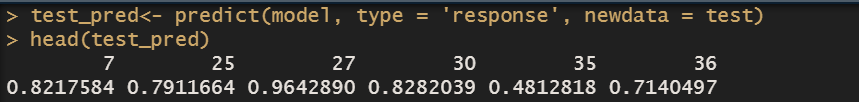 > test_pred<- predict(model, type = 'response', newdata = test)
> head(test_pred)
7 25 27 30 35 36
0.8217584 0.7911664 0.9642890 0.8282039 0.4812818 0.7140497